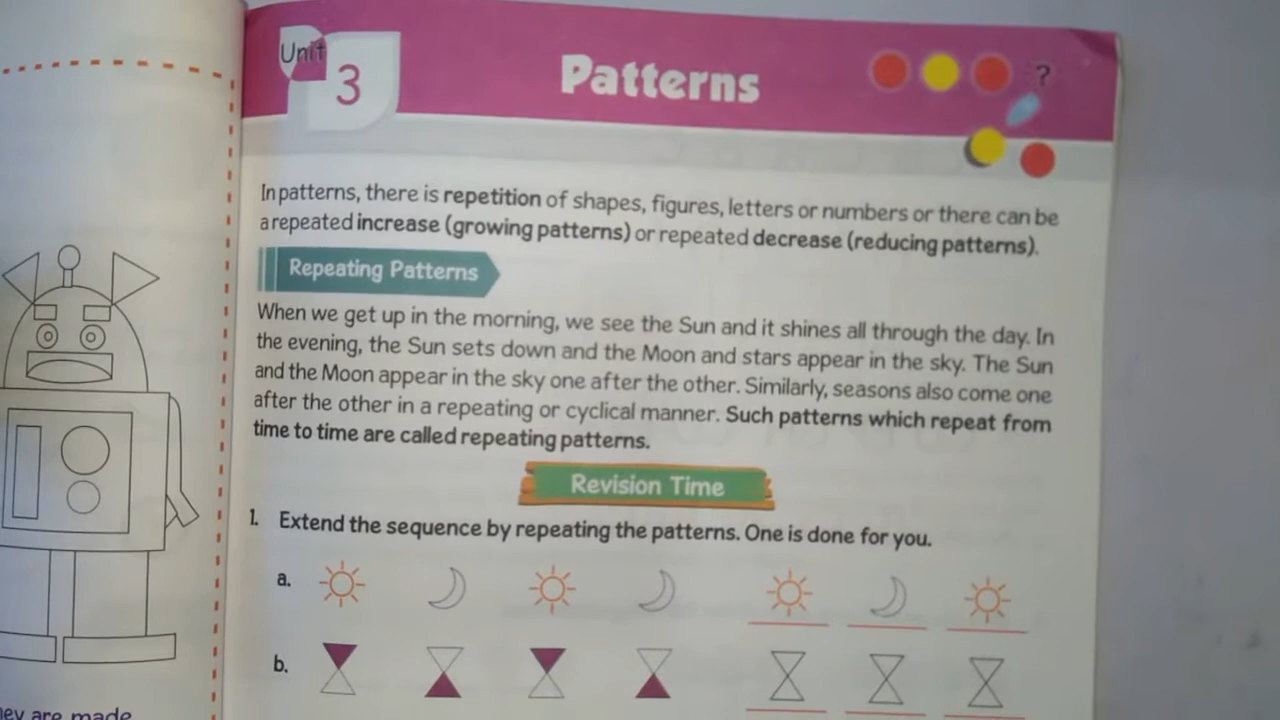 Unit
3
Patterns
?
In patterns, there is repetition of shapes, figures, letters or numbers or there can be
a repeated increase (growing patterns) or repeated decrease (reducing patterns).
Repeating Patterns
When we get up in the morning, we see the Sun and it shines all through the day. In
the evening, the Sun sets down and the Moon and stars appear in the sky. The Sun
and the Moon appear in the sky one after the other. Similarly, seasons also come one
after the other in a repeating or cyclical manner. Such patterns which repeat from
time to time are called repeating patterns.
Revision Time
1. Extend the sequence by repeating the patterns. One is done for you.
a.
b.
are made